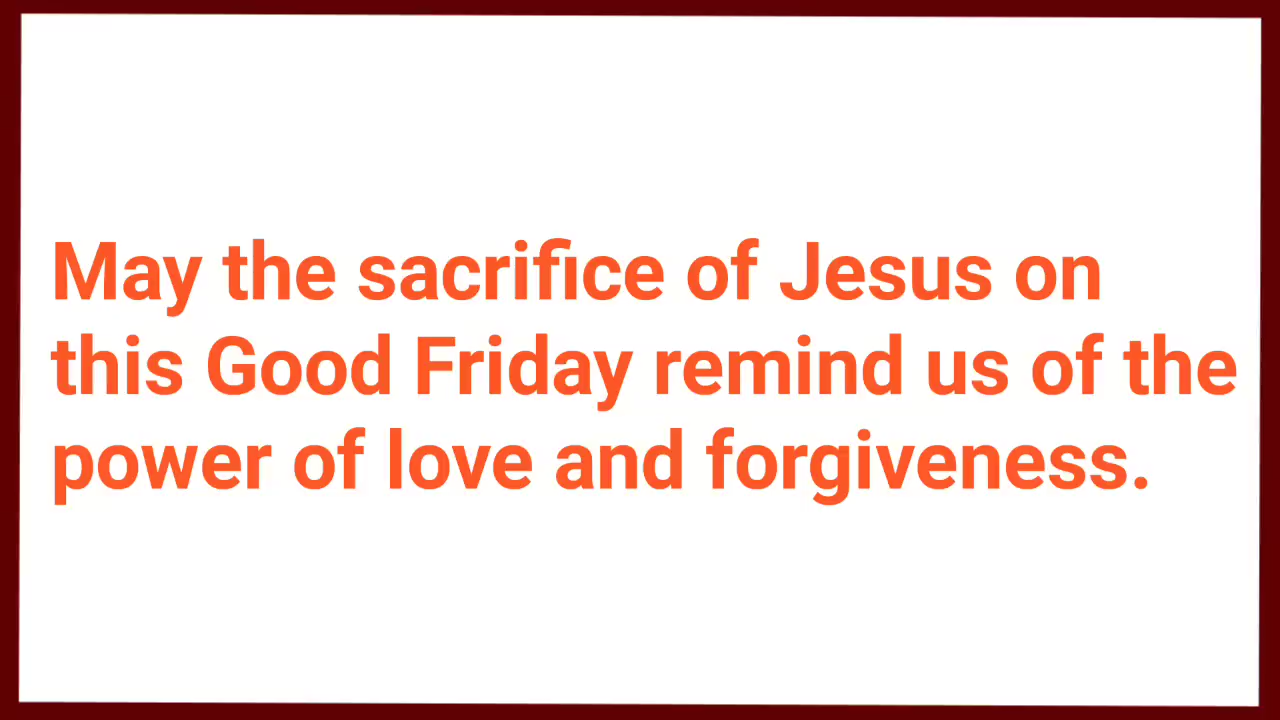 May the sacrifice of Jesus on
this Good Friday remind us of the
power of love and forgiveness.